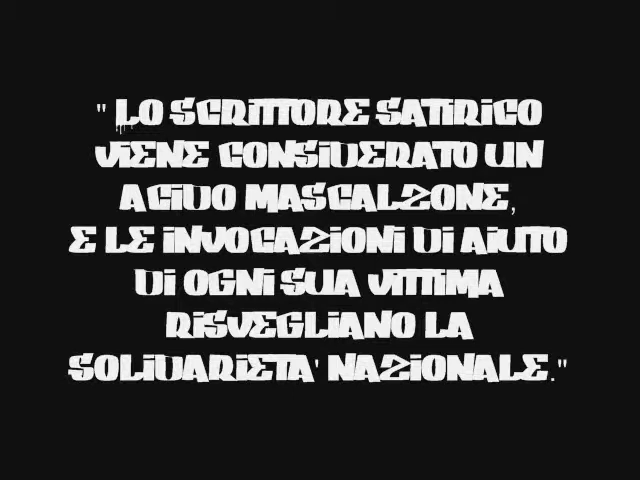 " LO SCRITTORE SATIRICO
VIENE CONSIDERATO UN
ACIDO MASCALZONE,
E LE INVOCAZIONI DI AIUTO
DI OGNI SUA VITTIMA
RISVEGLIANO LA
SOLIDARIETA' NAZIONALE."